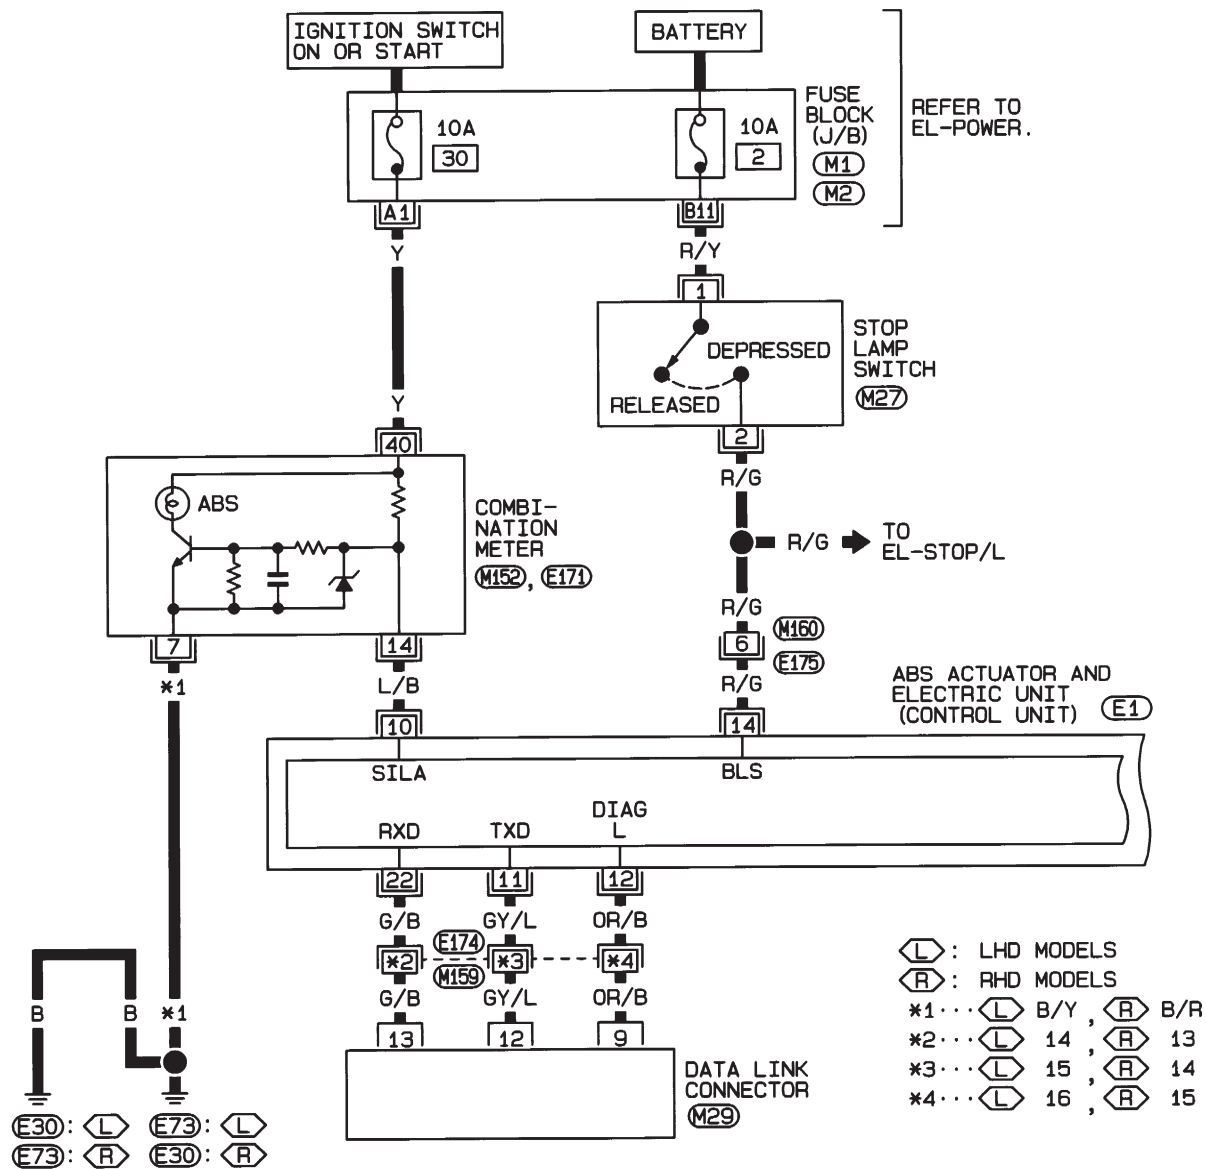 IGNITION SWITCH
ON OR START
BATTERY
10A
30
10A
2
FUSE
BLOCK
(J/B)
M1
M2
REFER TO
EL-POWER.
A1
B11
Y
R/Y
1
DEPRESSED
RELEASED
STOP
LAMP
SWITCH
M27
Y
40
2
R/G
ABS
COMBI-
NATION
METER
M152, E171
R/G
TO
EL-STOP/L
R/G
7
14
6
M160
E175
*1
L/B
R/G
ABS ACTUATOR AND
ELECTRIC UNIT
(CONTROL UNIT)
E1
10
14
SILA
BLS
RXD
TXD
DIAG
L
22
11
12
G/B
GY/L
OR/B
*2
E174
M159
*3
*4
G/B
GY/L
OR/B
13
12
9
DATA LINK
CONNECTOR
M29
B
B
*1
E30: L
E73: L
E73: R
E30: R
L : LHD MODELS
R : RHD MODELS
*1··· L B/Y , R B/R
*2··· L 14 , R 13
*3··· L 15 , R 14
*4··· L 16 , R 15